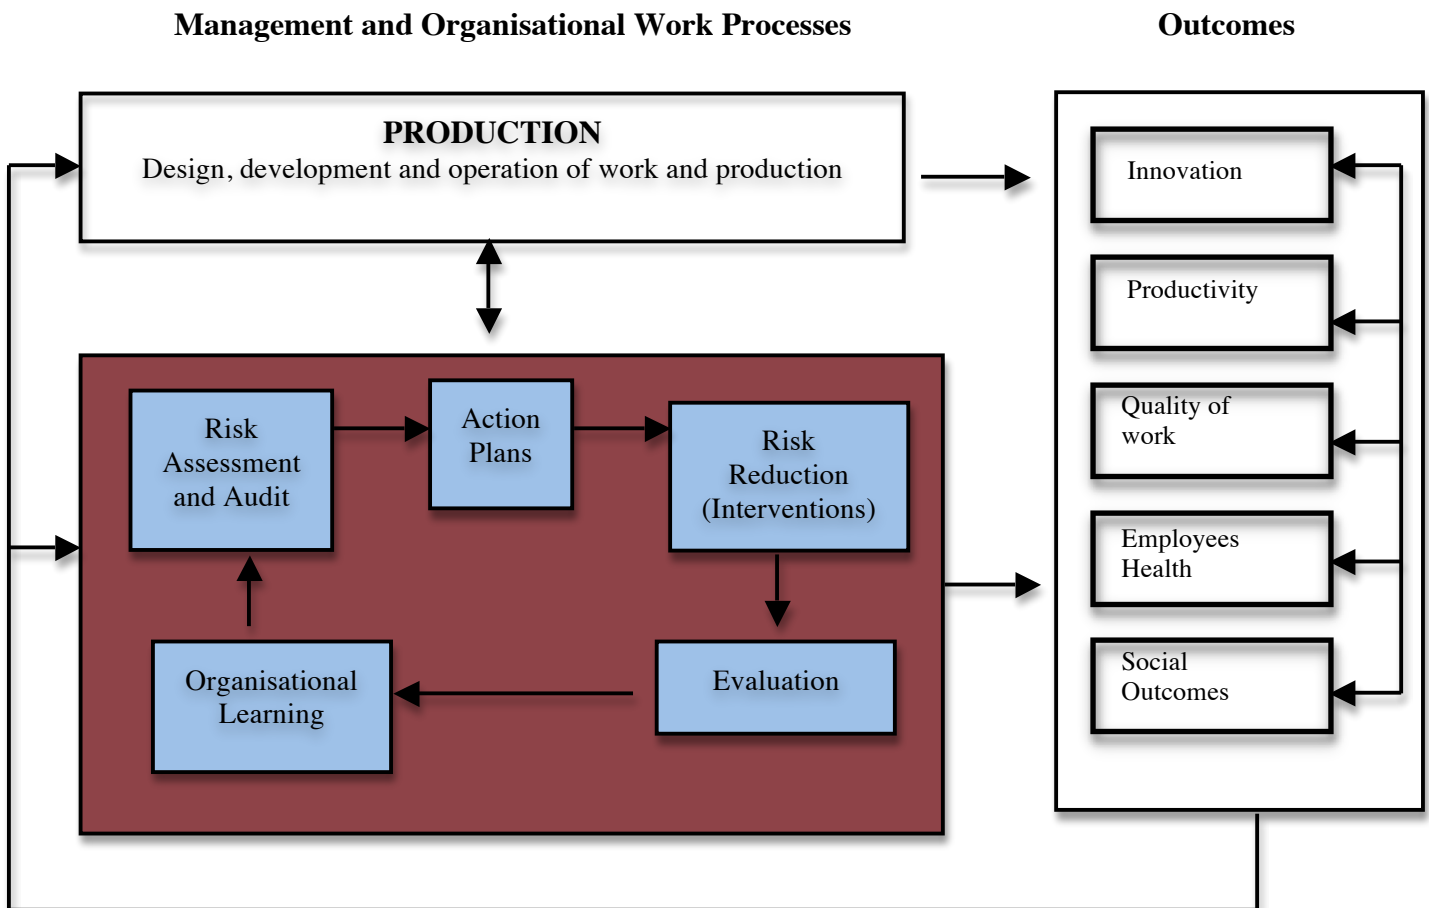 Management and Organisational Work Processes
Outcomes
PRODUCTION
Design, development and operation of work and production
Risk
Assessment
and Audit
Action
Plans
Risk
Reduction
(Interventions)
Organisational
Learning
Evaluation
Innovation
Productivity
Quality of
work
Employees
Health
Social
Outcomes